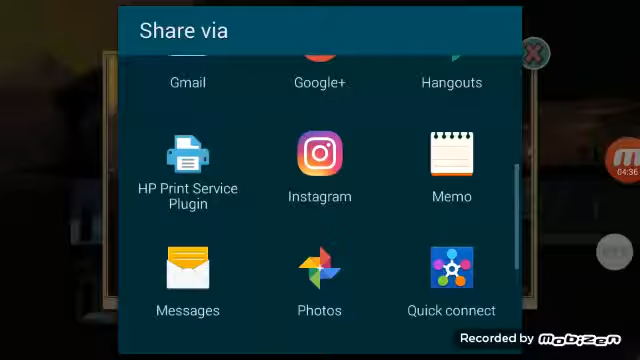 Share via
Gmail
Google+
Hangouts
HP Print Service
Plugin
Instagram
Memo
Messages
Photos
Quick connect
04:36
Recorded by mobizen